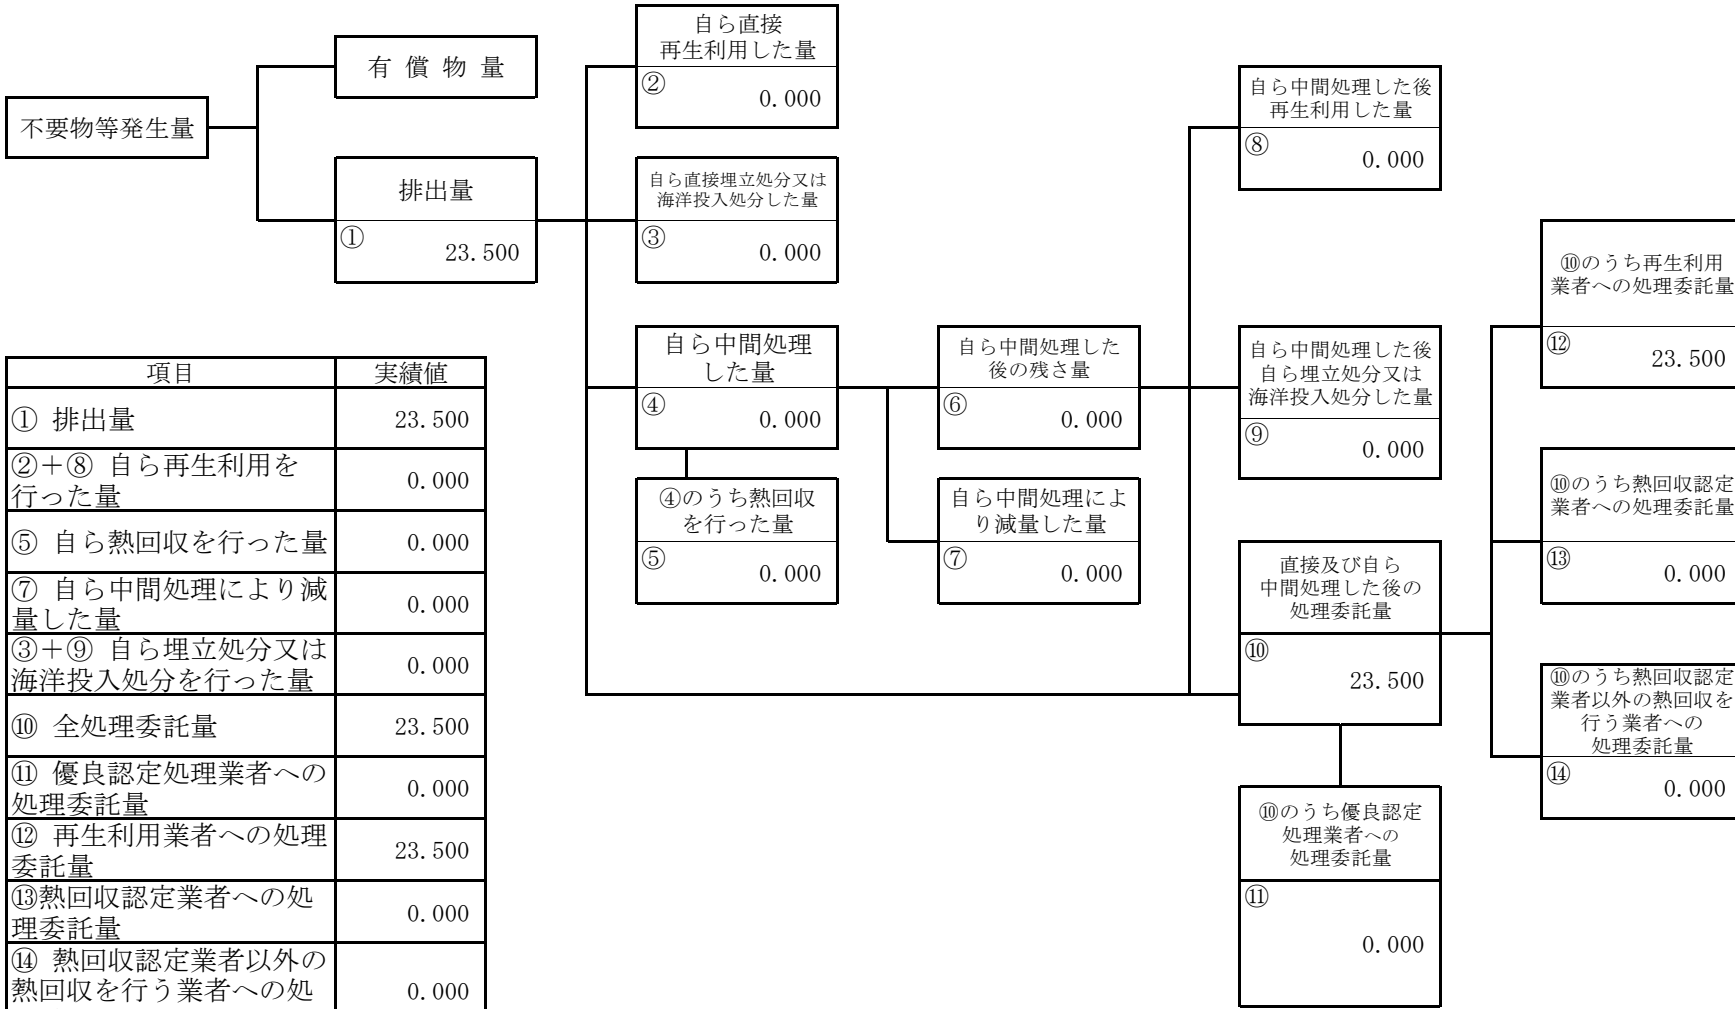 不要物等発生量
有 償 物 量
排出量
①
23.500
自ら直接
再生利用した量
②
0.000
自ら直接埋立処分又は
海洋投入処分した量
③
0.000
自ら中間処理
した量
④
0.000
④のうち熱回収
を行った量
⑤
0.000
自ら中間処理した
後の残さ量
⑥
0.000
自ら中間処理によ
り減量した量
⑦
0.000
自ら中間処理した後
再生利用した量
⑧
0.000
自ら中間処理した後
自ら埋立処分又は
海洋投入処分した量
⑨
0.000
直接及び自ら
中間処理した後の
処理委託量
⑩
23.500
⑩のうち優良認定
処理業者への
処理委託量
⑪
0.000
⑩のうち再生利用
業者への処理委託量
⑫
23.500
⑩のうち熱回収認定
業者への処理委託量
⑬
0.000
⑩のうち熱回収認定
業者以外の熱回収を
行う業者への
処理委託量
⑭
0.000
項目 実績値
① 排出量 23.500
②＋⑧ 自ら再生利用を
行った量 0.000
⑤ 自ら熱回収を行った量 0.000
⑦ 自ら中間処理により減
量した量 0.000
③＋⑨ 自ら埋立処分又は
海洋投入処分を行った量 0.000
⑩ 全処理委託量 23.500
⑪ 優良認定処理業者への
処理委託量 0.000
⑫ 再生利用業者への処理
委託量 23.500
⑬熱回収認定業者への処
理委託量 0.000
⑭ 熱回収認定業者以外の
熱回収を行う業者への処 0.000